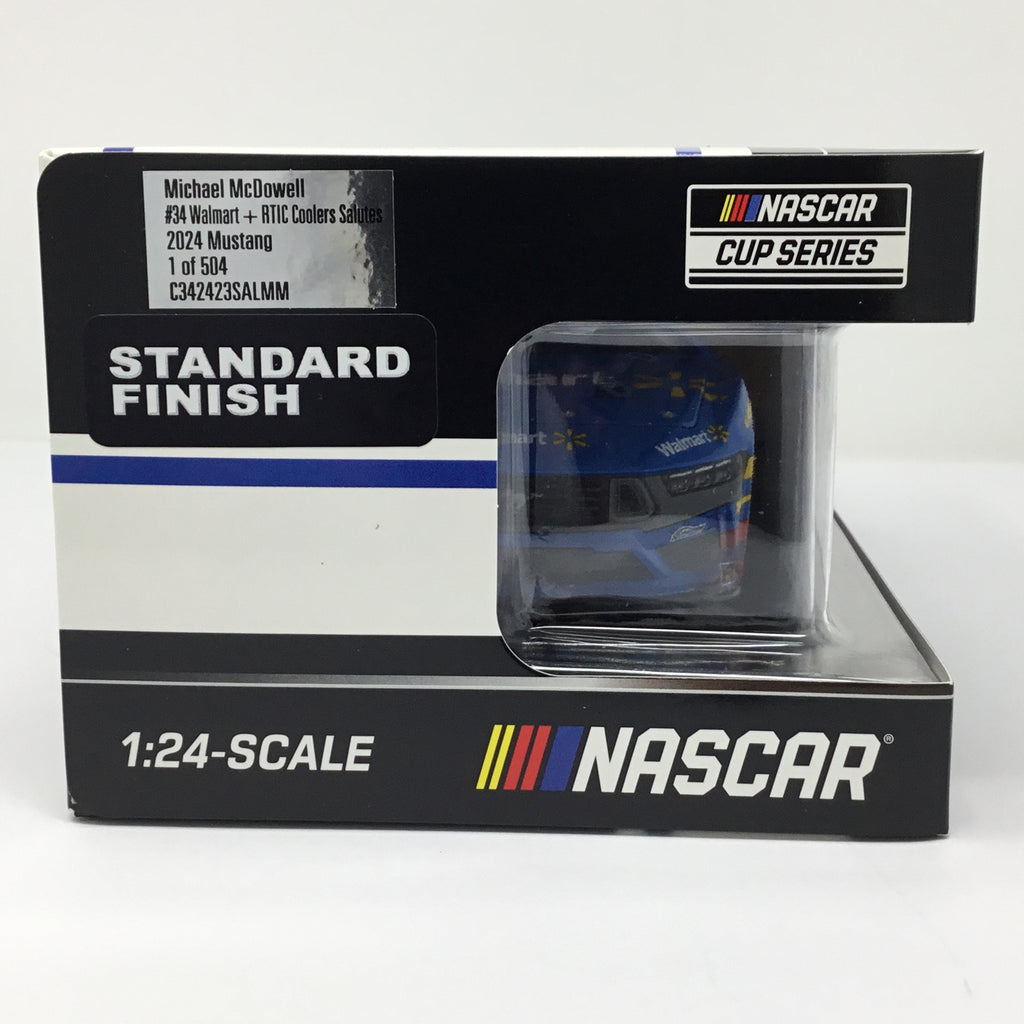 Michael McDowell
#34 Walmart + RTIC Coolers Salutes
2024 Mustang
1 of 504
C342423SALMM
NASCAR
CUP SERIES
STANDARD
FINISH
Walmart
1:24-SCALE
NASCAR®